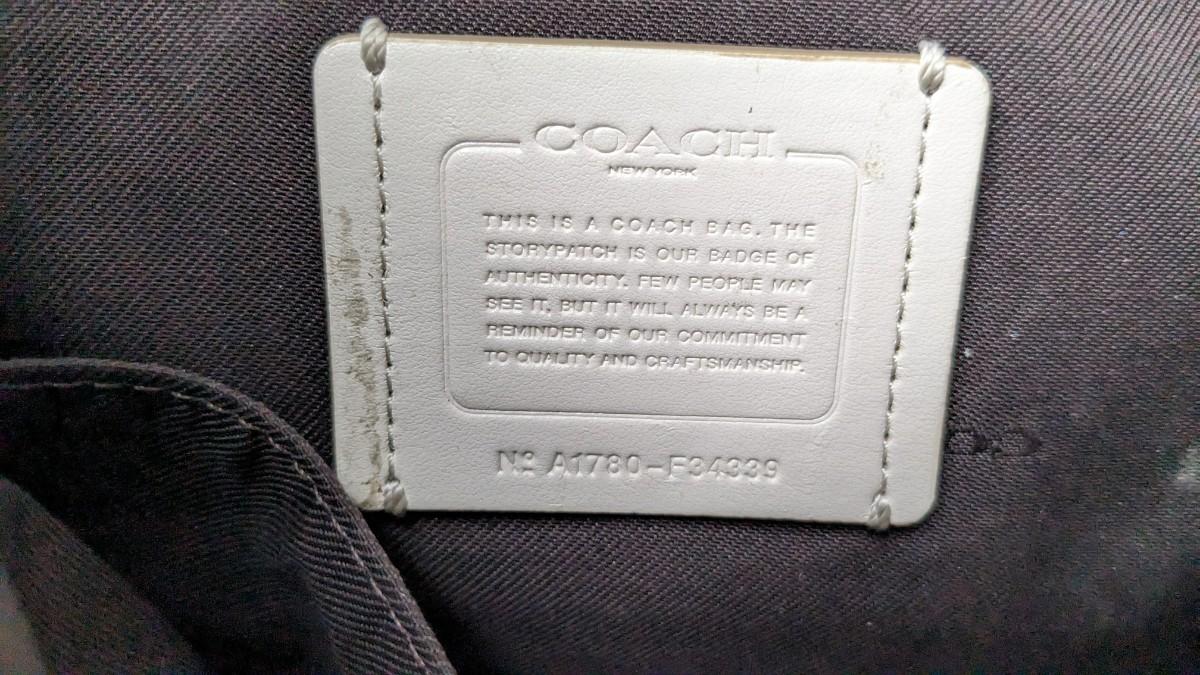 COACH
NEW YORK
THIS IS A COACH BAG. THE
STORYPATCH IS OUR BADGE OF
AUTHENTICITY. FEW PEOPLE MAY
SEE IT, BUT IT WILL ALWAYS BE A
REMINDER OF OUR COMMITMENT
TO QUALITY AND CRAFTSMANSHIP.
Nº A1780-F34339